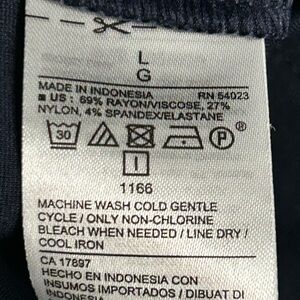 L
G
MADE IN INDONESIA RN 54023
■ US : 69% RAYON/VISCOSE, 27%
NYLON, 4% SPANDEX/ELASTANE
30 P ®
I
1166
MACHINE WASH COLD GENTLE
CYCLE / ONLY NON-CHLORINE
BLEACH WHEN NEEDED / LINE DRY /
COOL IRON
CA 17897
HECHO EN INDONESIA CON
INSUMOS IMPORTADOS / DIBUAT DI
INDONESIA